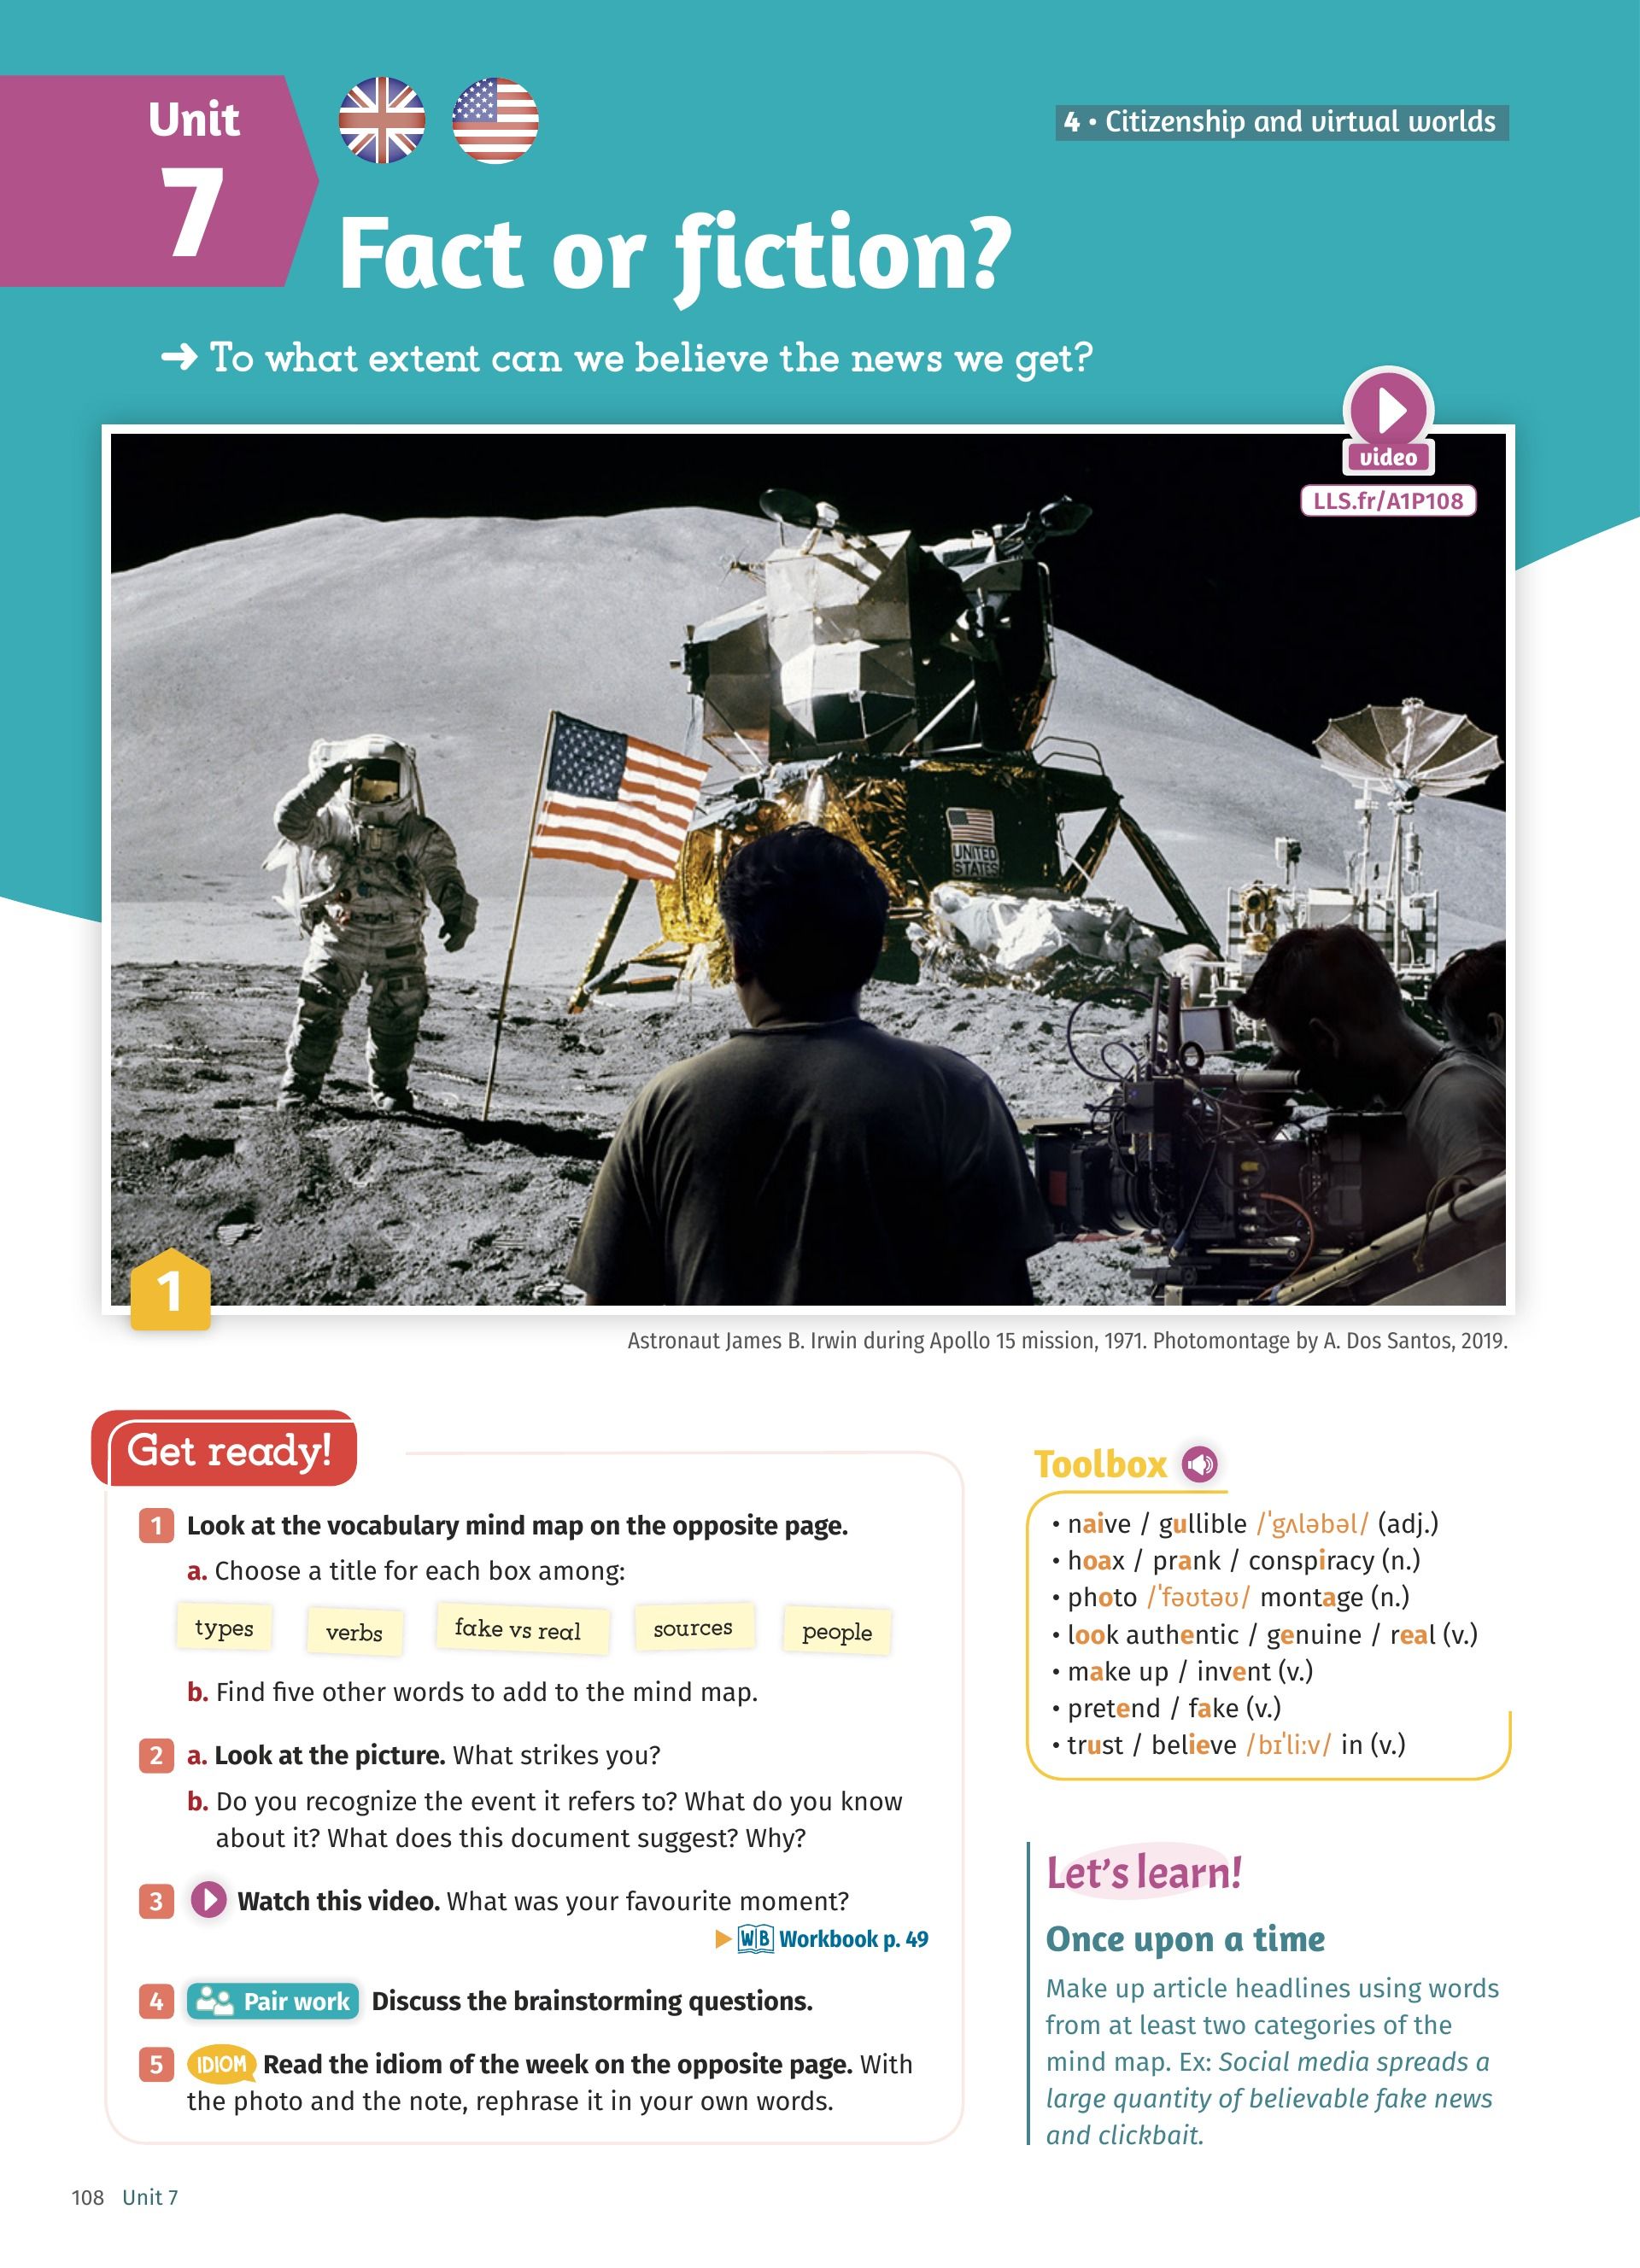 Unit
7
4 • Citizenship and virtual worlds
Fact or fiction?
➜ To what extent can we believe the news we get?
video
LLS.fr/A1P108
UNITED
STATES
1
Astronaut James B. Irwin during Apollo 15 mission, 1971. Photomontage by A. Dos Santos, 2019.
Get ready!
1 Look at the vocabulary mind map on the opposite page.
a. Choose a title for each box among:
types verbs fake vs real sources people
b. Find five other words to add to the mind map.
2 a. Look at the picture. What strikes you?
b. Do you recognize the event it refers to? What do you know
about it? What does this document suggest? Why?
3 Watch this video. What was your favourite moment?
WB Workbook p. 49
4 Pair work Discuss the brainstorming questions.
5 IDIOM Read the idiom of the week on the opposite page. With
the photo and the note, rephrase it in your own words.
Toolbox
• naive / gullible /ˈgʌləbəl/ (adj.)
• hoax / prank / conspiracy (n.)
• photo /ˈfəʊtəʊ/ montage (n.)
• look authentic / genuine / real (v.)
• make up / invent (v.)
• pretend / fake (v.)
• trust / believe /bɪˈliːv/ in (v.)
Let's learn!
Once upon a time
Make up article headlines using words
from at least two categories of the
mind map. Ex: Social media spreads a
large quantity of believable fake news
and clickbait.
108 Unit 7